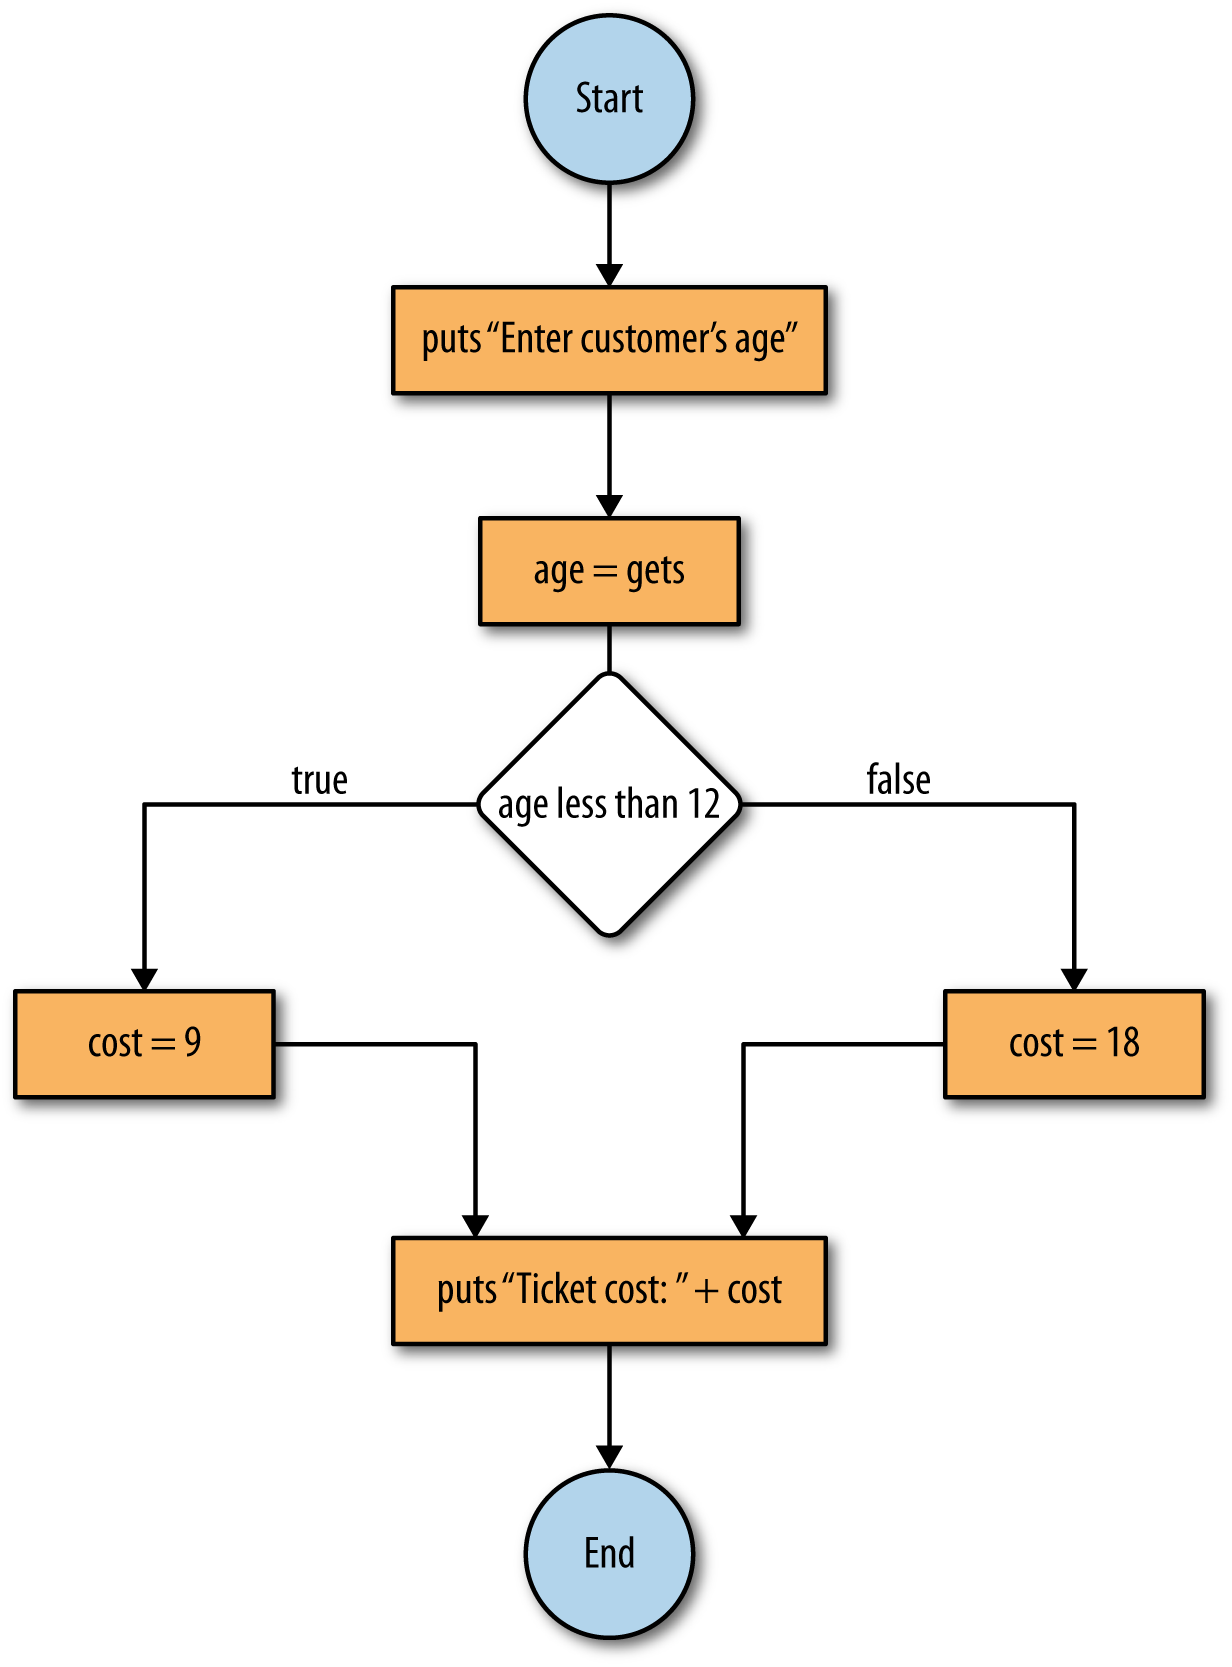 Start
puts “Enter customer’s age”
age = gets
true
false
age less than 12
cost = 9
cost = 18
puts “Ticket cost: ” + cost
End